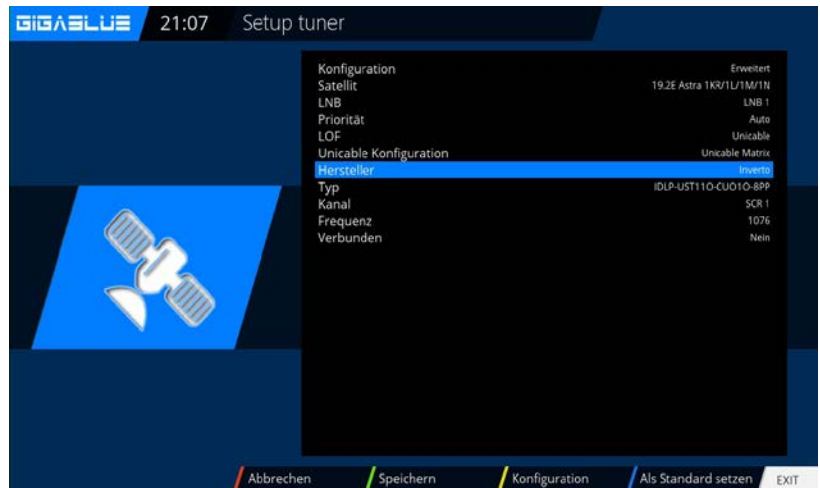 GIGABLUE 21:07 Setup tuner
Konfiguration Erweitert
Satellit 19.2E Astra 1KR/1L/1M/1N
LNB LNB 1
Priorität Auto
LOF Unicable
Unicable Konfiguration Unicable Matrix
Hersteller Inverto
Typ IDLP-UST110-CUO1O-8PP
Kanal SCR 1
Frequenz 1076
Verbunden Nein
Abbrechen Speichern Konfiguration Als Standard setzen EXIT